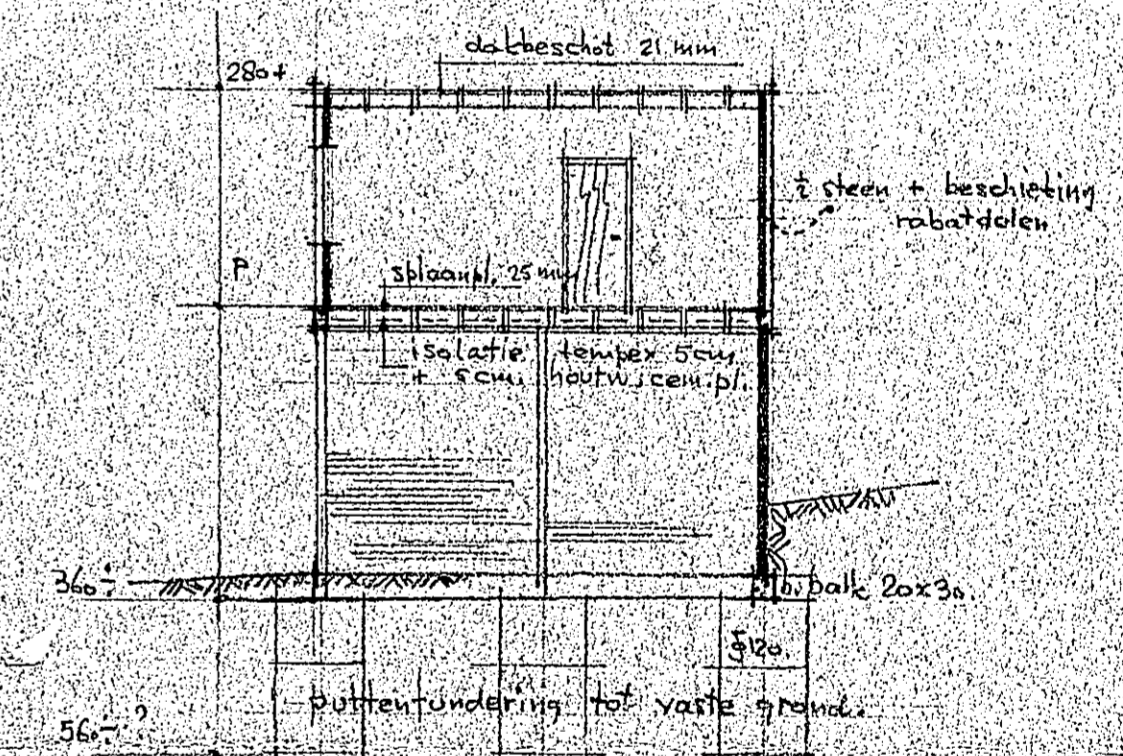 dakbeschot 21 mm
280+
½ steen + beschieting
rabatdelen
P
spaanpl. 25 mm
isolatie tempex 5cm
+ 5cm. houtw.cem.pl.
360÷
b.balk 20x30.
ø120.
puttenfundering tot vaste grond.
560÷ ?